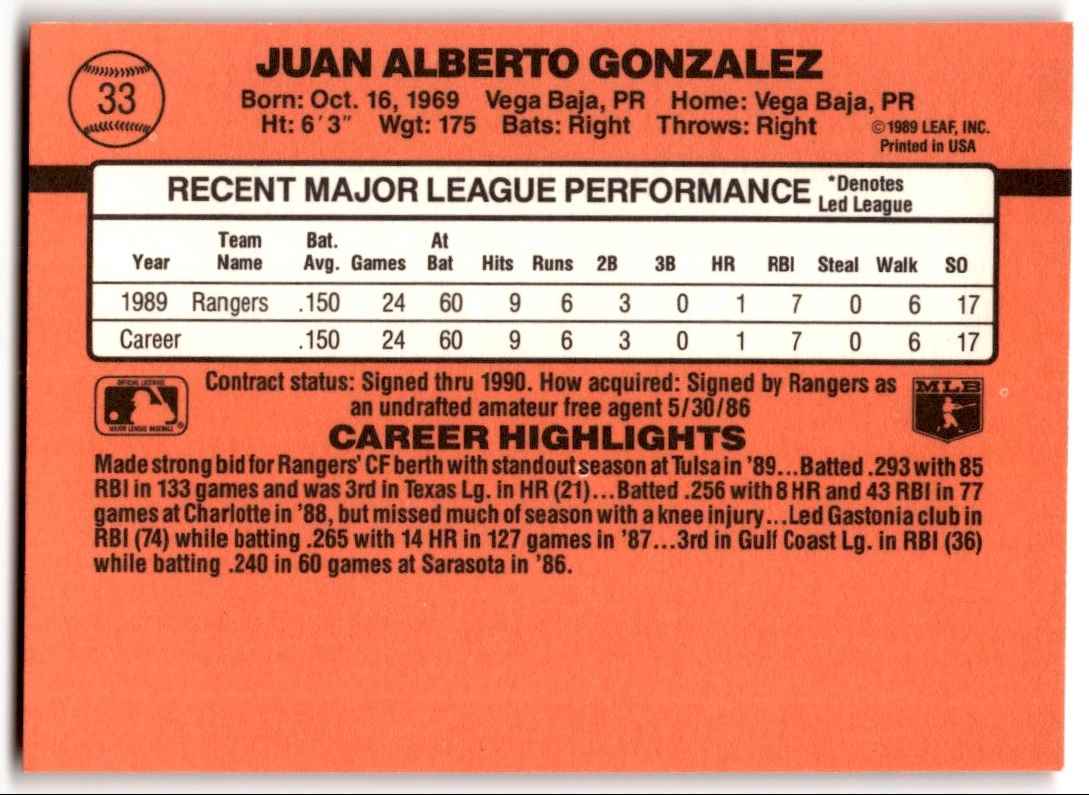 33
JUAN ALBERTO GONZALEZ
Born: Oct. 16, 1969 Vega Baja, PR Home: Vega Baja, PR
Ht: 6'3" Wgt: 175 Bats: Right Throws: Right
©1989 LEAF, INC.
Printed in USA
RECENT MAJOR LEAGUE PERFORMANCE *Denotes
Led League
Year Team Name Bat. Avg. Games At Bat Hits Runs 2B 3B HR RBI Steal Walk SO
1989 Rangers .150 24 60 9 6 3 0 1 7 0 6 17
Career .150 24 60 9 6 3 0 1 7 0 6 17
OFFICIAL LICENSEE
MAJOR LEAGUE BASEBALL
Contract status: Signed thru 1990. How acquired: Signed by Rangers as
an undrafted amateur free agent 5/30/86
MLB
CAREER HIGHLIGHTS
Made strong bid for Rangers' CF berth with standout season at Tulsa in '89...Batted .293 with 85
RBI in 133 games and was 3rd in Texas Lg. in HR (21)...Batted .256 with 8 HR and 43 RBI in 77
games at Charlotte in '88, but missed much of season with a knee injury...Led Gastonia club in
RBI (74) while batting .265 with 14 HR in 127 games in '87...3rd in Gulf Coast Lg. in RBI (36)
while batting .240 in 60 games at Sarasota in '86.